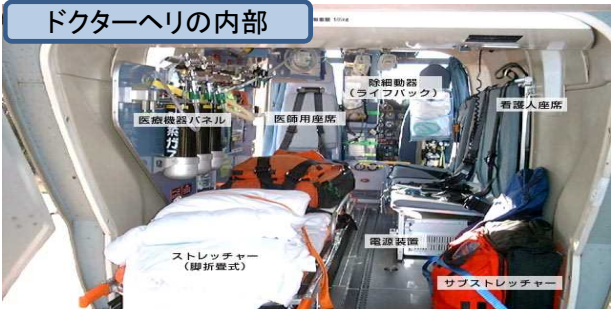 ドクターヘリの内部
除細動器
(ライフパック)
医療機器パネル
医師用座席
看護人座席
電源装置
ストレッチャー
(脚折畳式)
サブストレッチャー